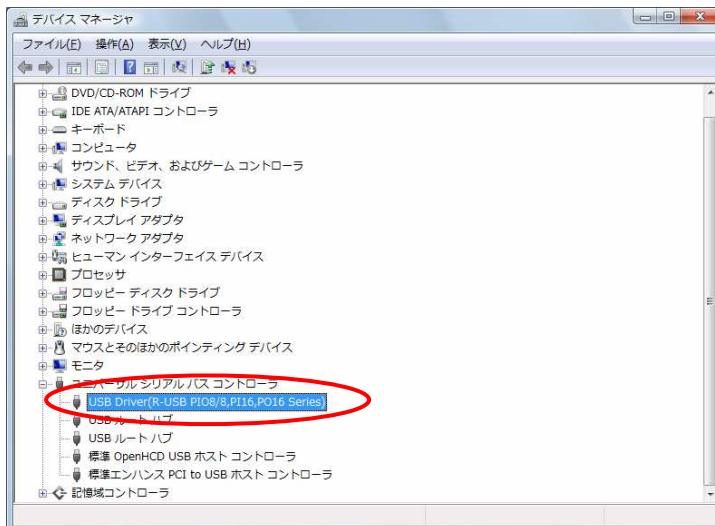 デバイス マネージャ
ファイル(F) 操作(A) 表示(V) ヘルプ(H)
DVD/CD-ROM ドライブ
IDE ATA/ATAPI コントローラ
キーボード
コンピュータ
サウンド、ビデオ、およびゲーム コントローラ
システム デバイス
ディスク ドライブ
ディスプレイ アダプタ
ネットワーク アダプタ
ヒューマン インターフェイス デバイス
プロセッサ
フロッピー ディスク ドライブ
フロッピー ドライブ コントローラ
ほかのデバイス
マウスとそのほかのポインティング デバイス
モニタ
ユニバーサル シリアル バス コントローラ
USB Driver(R-USB PIO8/8,PI16,PO16 Series)
USB ルート ハブ
USB ルート ハブ
標準 OpenHCD USB ホスト コントローラ
標準エンハンス PCI to USB ホスト コントローラ
記憶域コントローラ